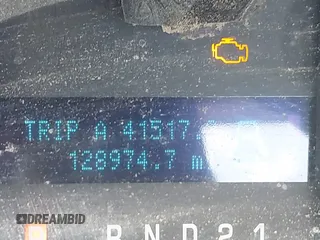 TRIP A 41517.
128974.7 m
R N D 2 1
DREAMBID